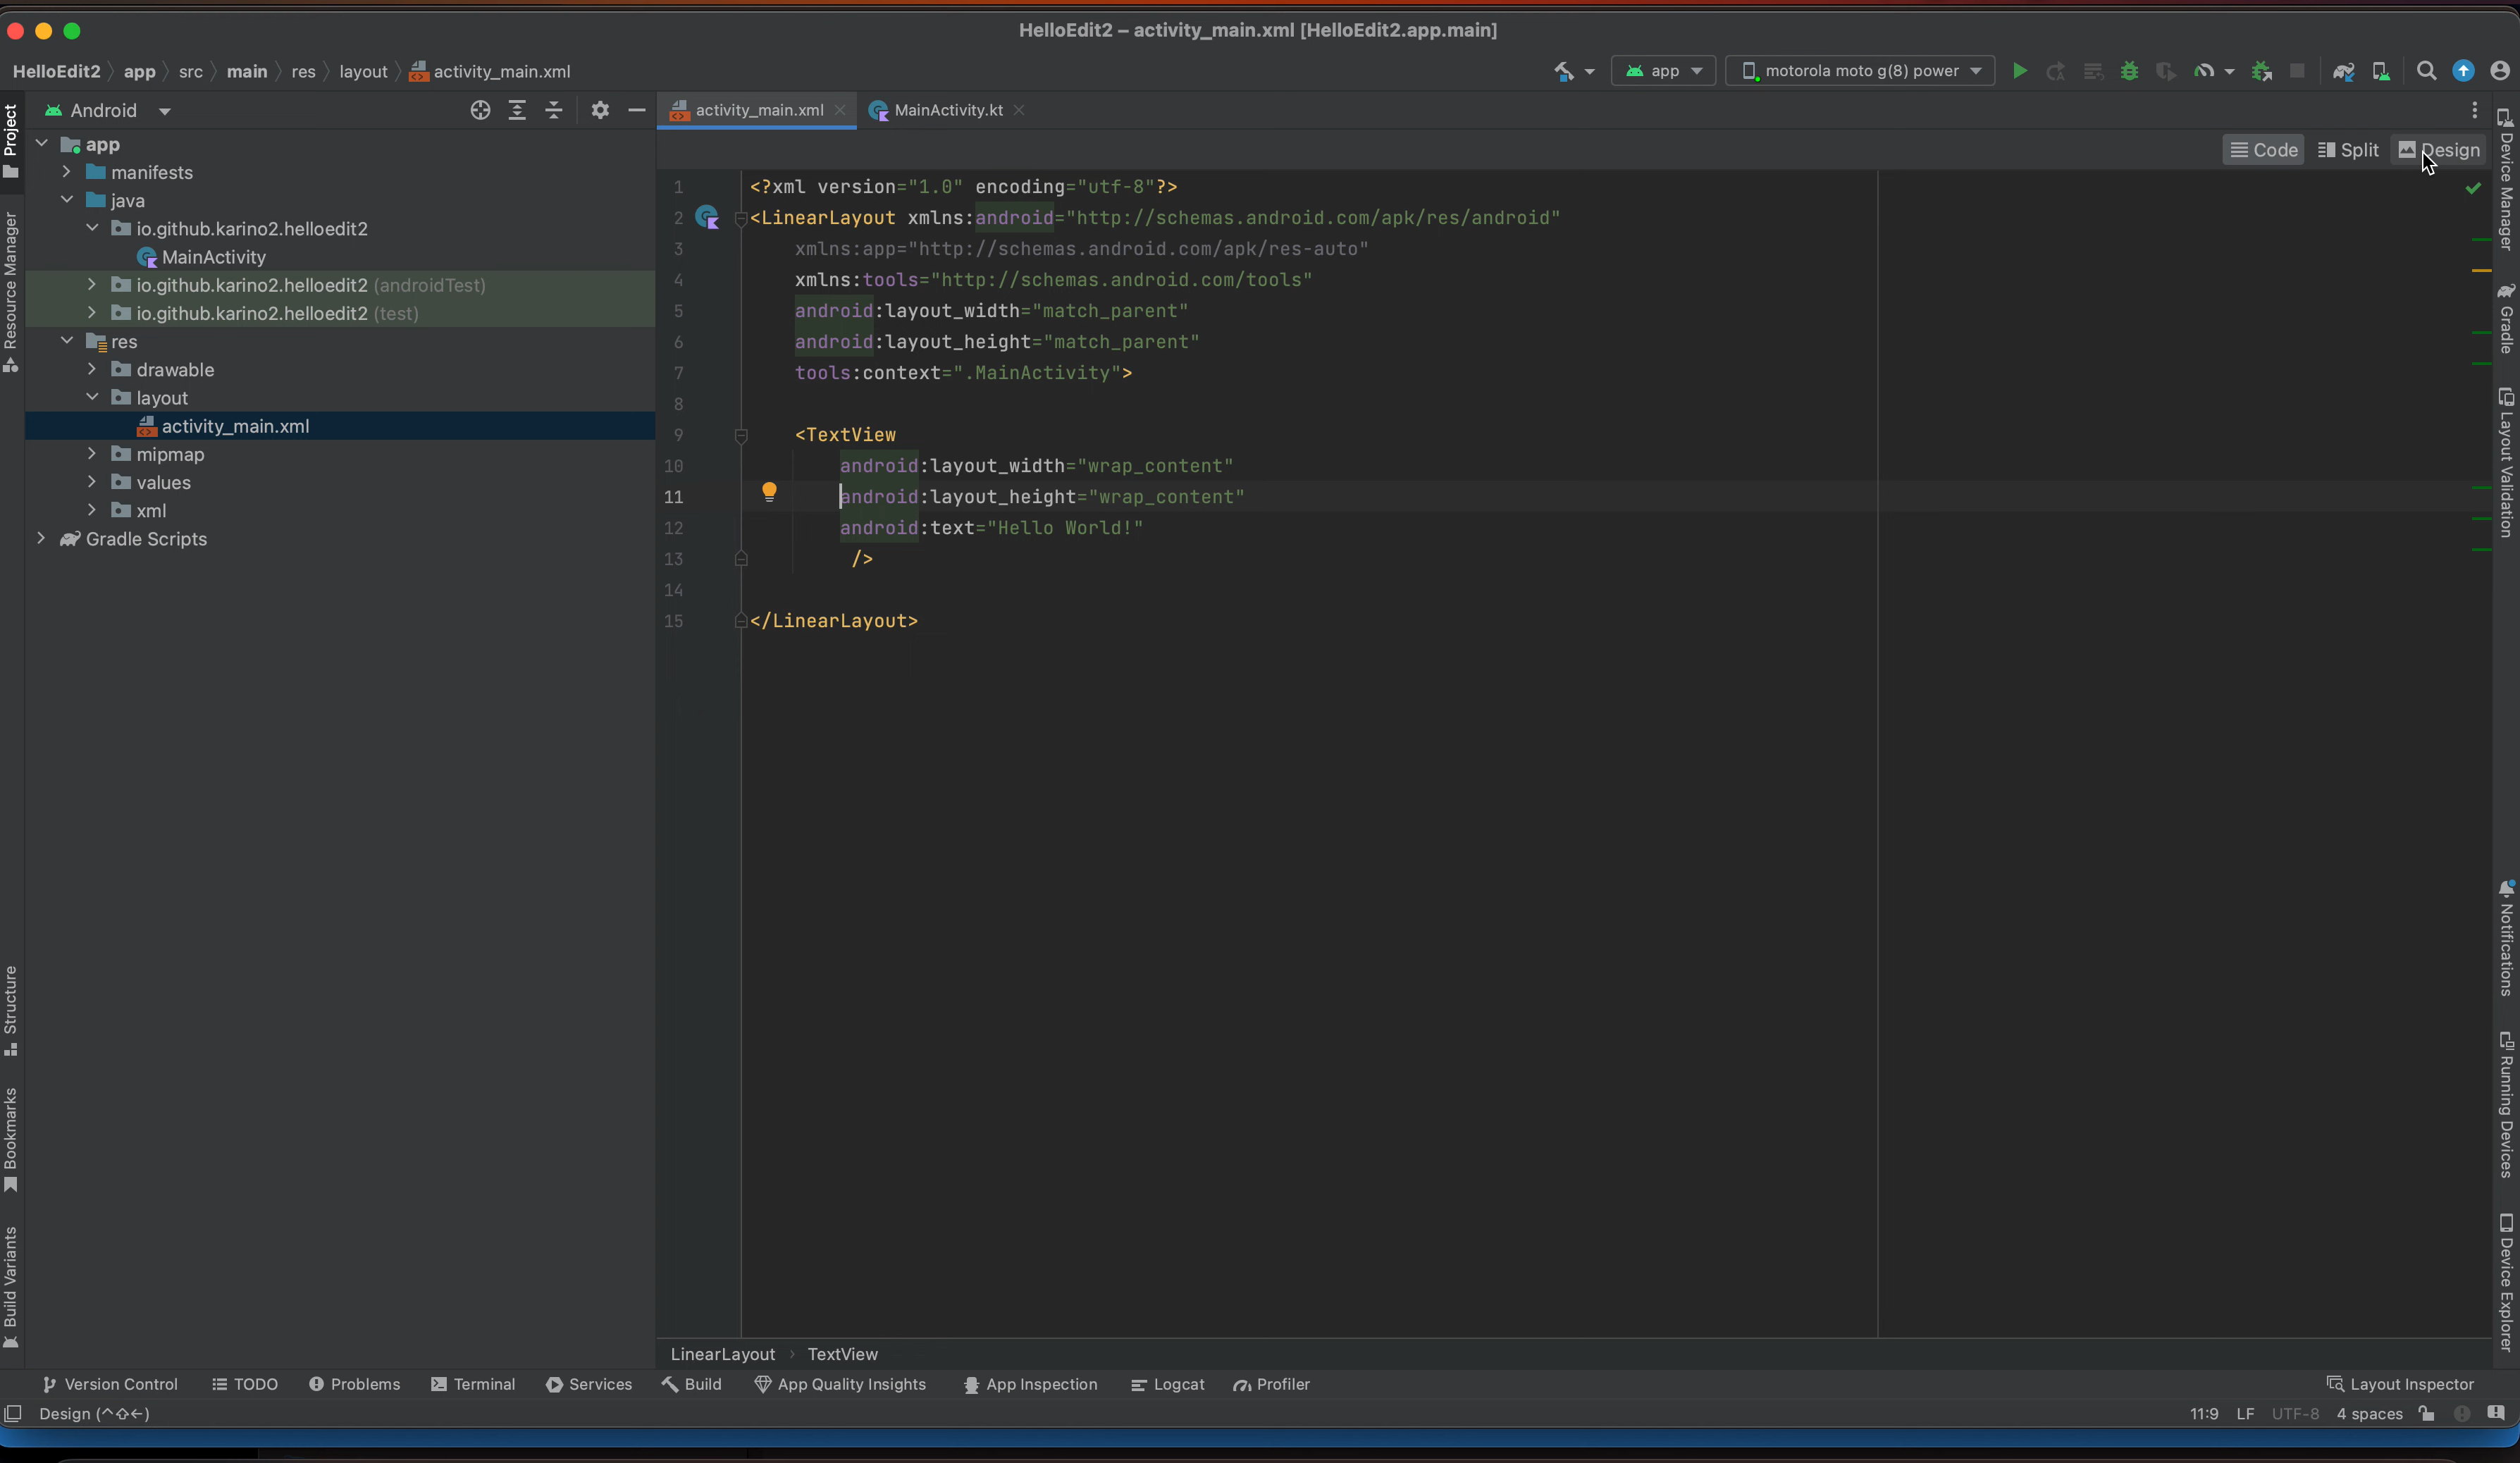 HelloEdit2 – activity_main.xml [HelloEdit2.app.main]
HelloEdit2 app src main res layout activity_main.xml
app motorola moto g(8) power
Project
Resource Manager
Structure
Bookmarks
Build Variants
Android
app
manifests
java
io.github.karino2.helloedit2
MainActivity
io.github.karino2.helloedit2 (androidTest)
io.github.karino2.helloedit2 (test)
res
drawable
layout
activity_main.xml
mipmap
values
xml
Gradle Scripts
activity_main.xml MainActivity.kt
Code Split Design
1 <?xml version="1.0" encoding="utf-8"?>
2 <LinearLayout xmlns:android="http://schemas.android.com/apk/res/android"
3 xmlns:app="http://schemas.android.com/apk/res-auto"
4 xmlns:tools="http://schemas.android.com/tools"
5 android:layout_width="match_parent"
6 android:layout_height="match_parent"
7 tools:context=".MainActivity">
8
9 <TextView
10 android:layout_width="wrap_content"
11 android:layout_height="wrap_content"
12 android:text="Hello World!"
13 />
14
15 </LinearLayout>
LinearLayout > TextView
Device Manager
Gradle
Layout Validation
Notifications
Running Devices
Device Explorer
Version Control TODO Problems Terminal Services Build App Quality Insights App Inspection Logcat Profiler Layout Inspector
Design (^⇧←) 11:9 LF UTF-8 4 spaces